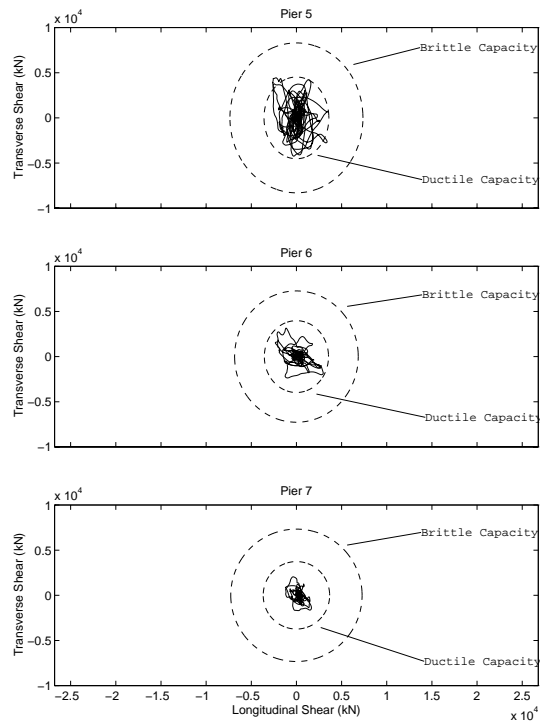 Pier 5
x 10^4
1
0.5
0
−0.5
−1
Transverse Shear (kN)
Brittle Capacity
Ductile Capacity
Pier 6
x 10^4
1
0.5
0
−0.5
−1
Transverse Shear (kN)
Brittle Capacity
Ductile Capacity
Pier 7
x 10^4
1
0.5
0
−0.5
−1
Transverse Shear (kN)
Brittle Capacity
Ductile Capacity
−2.5 −2 −1.5 −1 −0.5 0 0.5 1 1.5 2 2.5
Longitudinal Shear (kN)
x 10^4